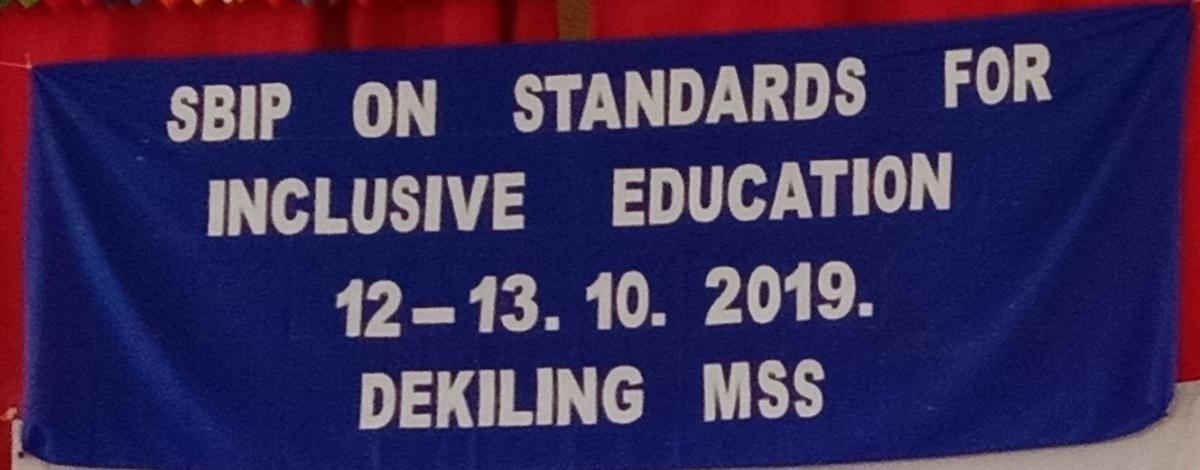 SBIP ON STANDARDS FOR
INCLUSIVE EDUCATION
12–13. 10. 2019.
DEKILING MSS